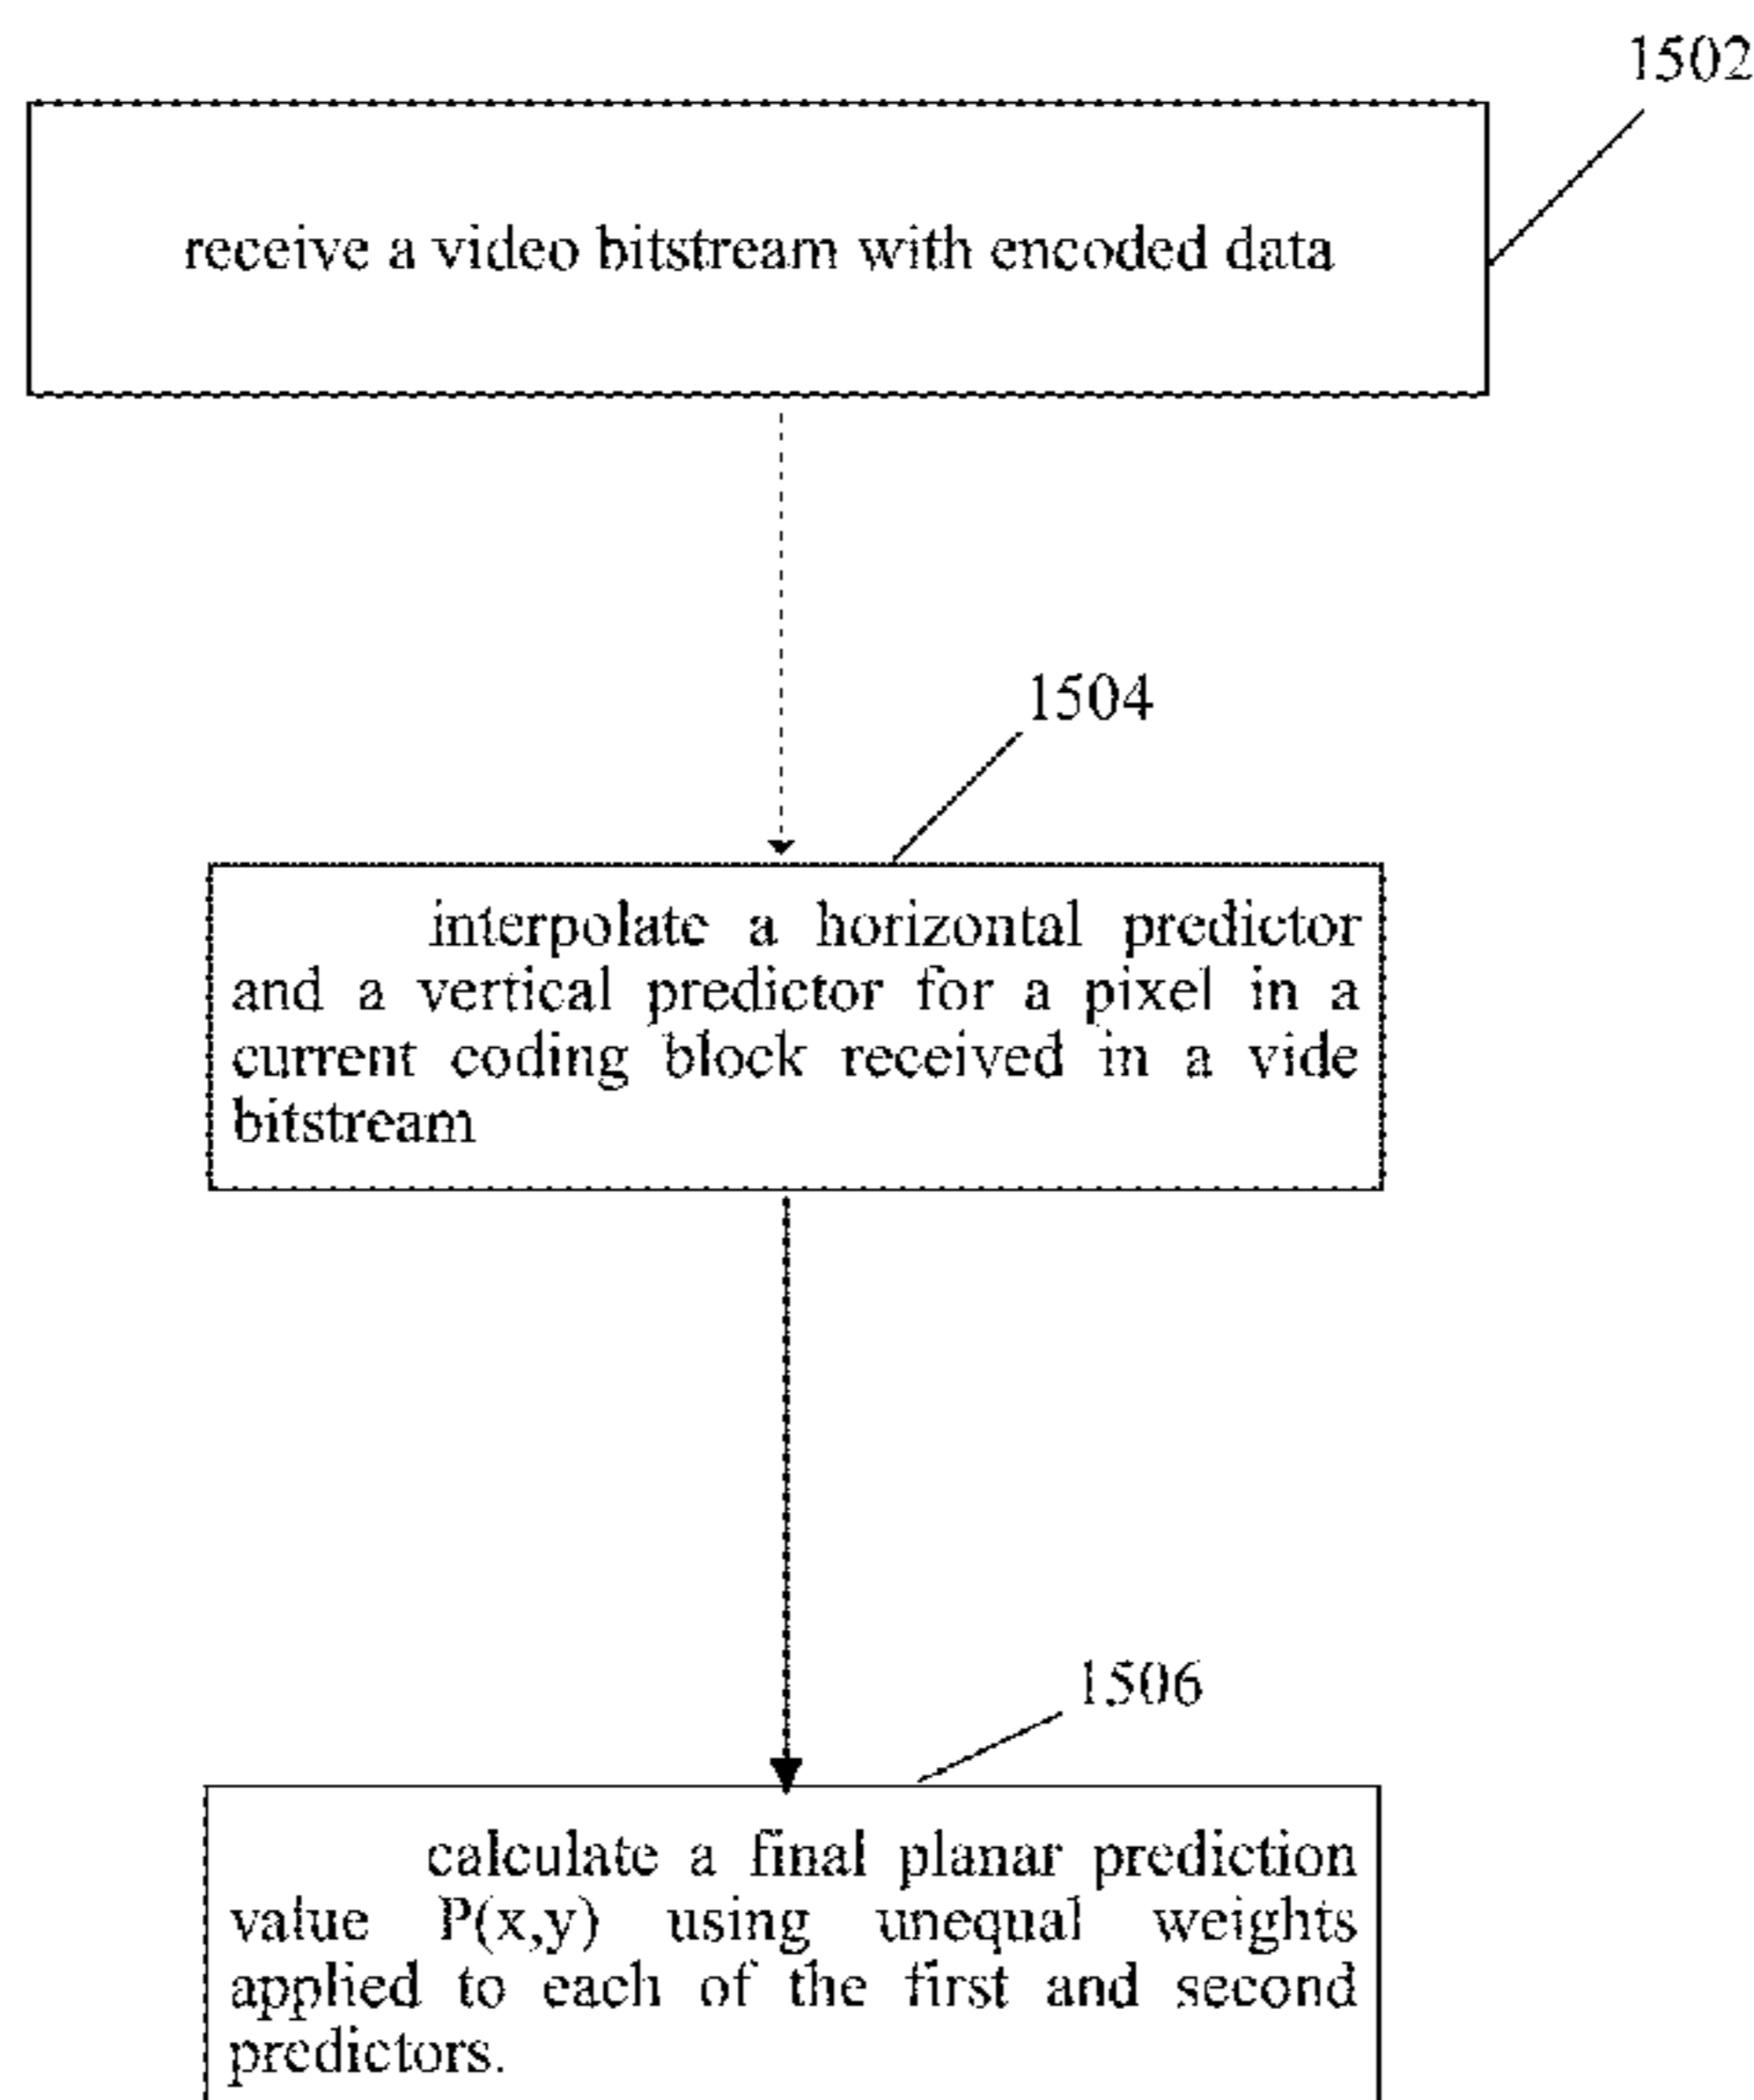 1502
receive a video bitstream with encoded data
1504
interpolate a horizontal predictor
and a vertical predictor for a pixel in a
current coding block received in a vide
bitstream
1506
calculate a final planar prediction
value P(x,y) using unequal weights
applied to each of the first and second
predictors.